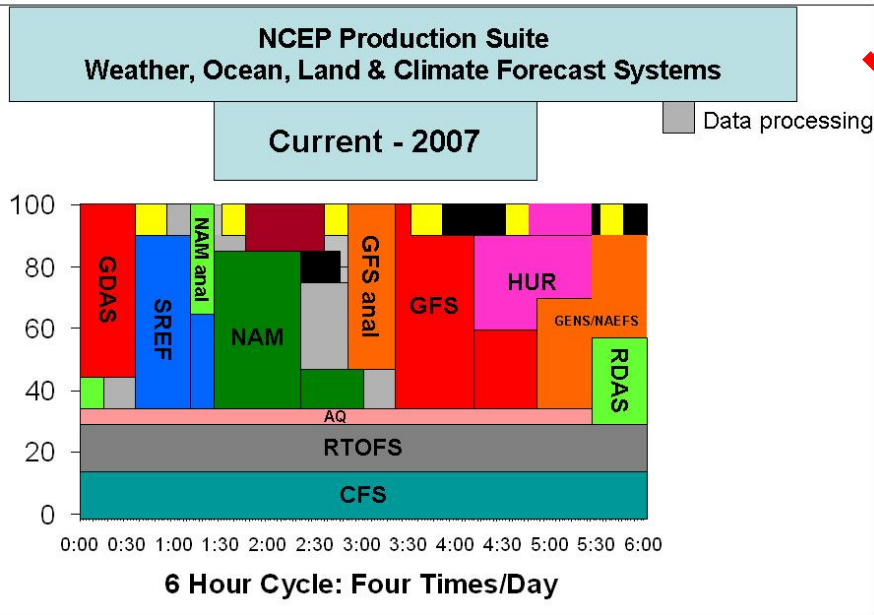 NCEP Production Suite
Weather, Ocean, Land & Climate Forecast Systems
Current - 2007
Data processing
100
80
60
40
20
0
GDAS
SREF
NAM anal
NAM
GFS anal
GFS
HUR
GENS/NAEFS
RDAS
AQ
RTOFS
CFS
0:00 0:30 1:00 1:30 2:00 2:30 3:00 3:30 4:00 4:30 5:00 5:30 6:00
6 Hour Cycle: Four Times/Day